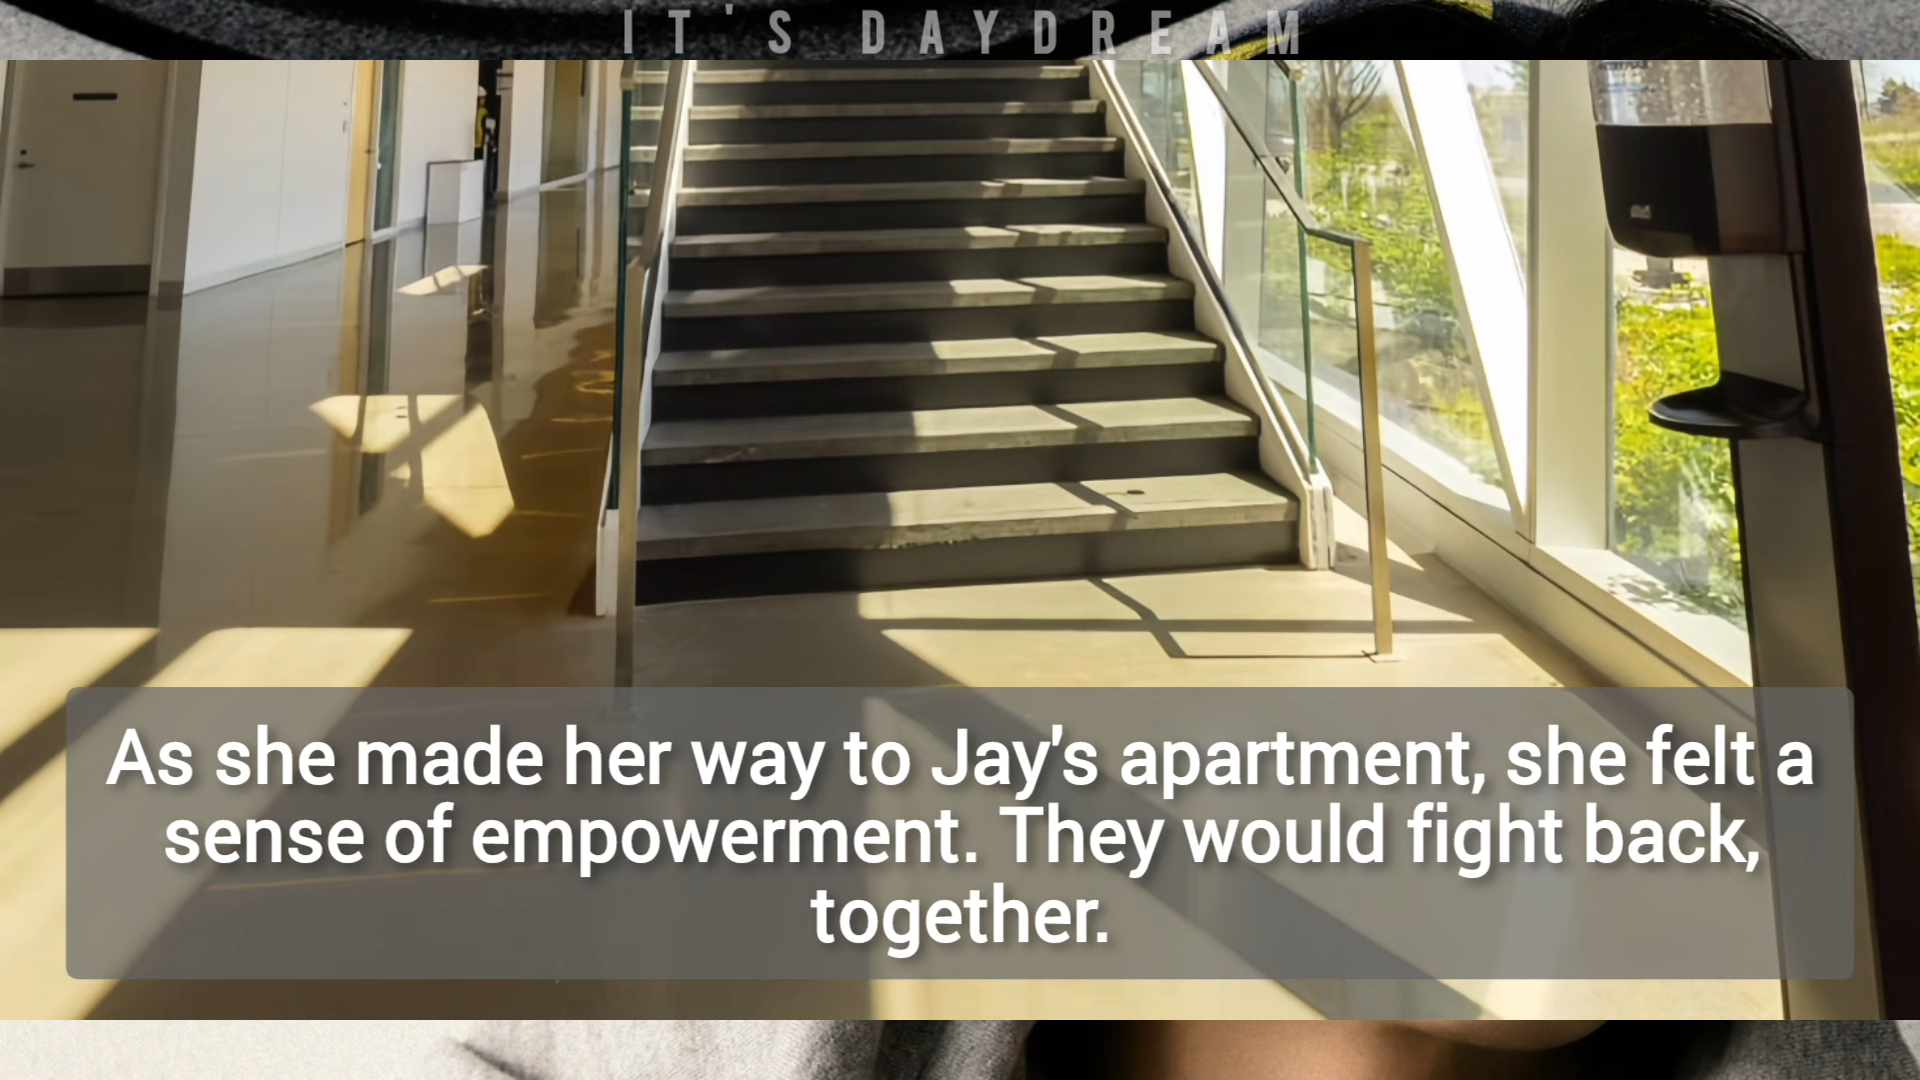 IT'S DAYDREAM
As she made her way to Jay's apartment, she felt a
sense of empowerment. They would fight back,
together.